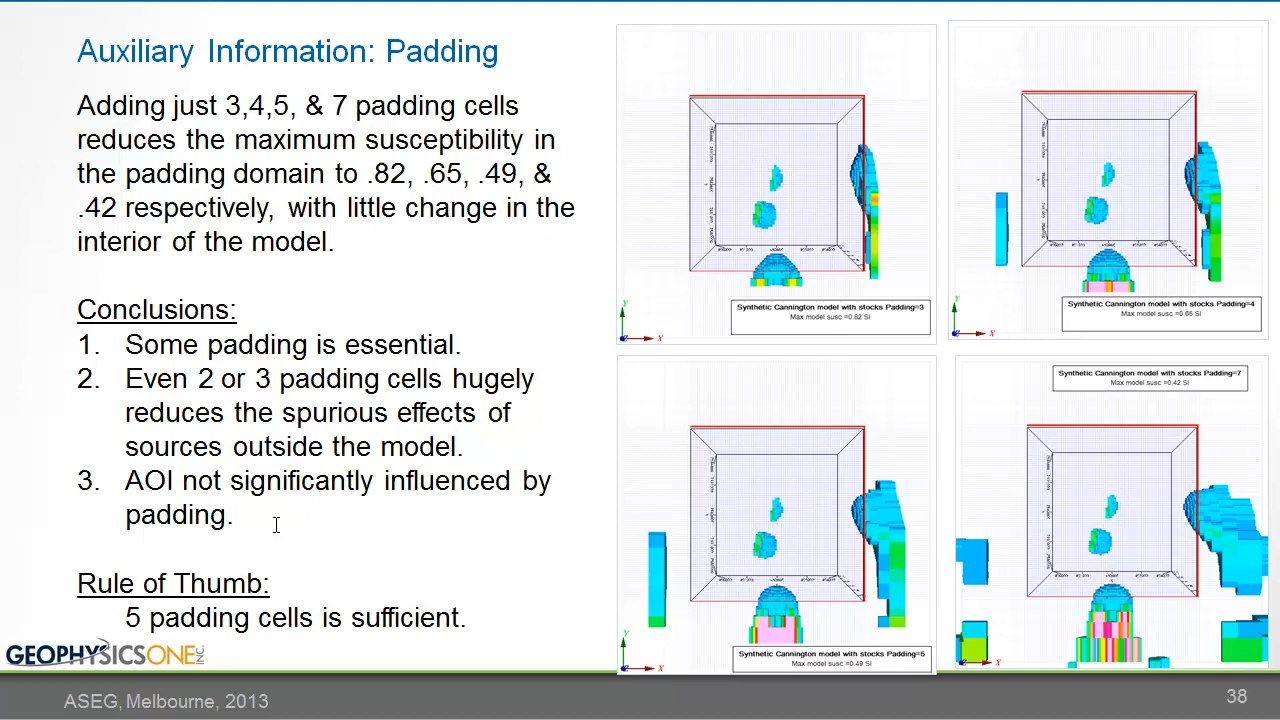 Auxiliary Information: Padding
Adding just 3,4,5, & 7 padding cells
reduces the maximum susceptibility in
the padding domain to .82, .65, .49, &
.42 respectively, with little change in the
interior of the model.
Conclusions:
1. Some padding is essential.
2. Even 2 or 3 padding cells hugely
reduces the spurious effects of
sources outside the model.
3. AOI not significantly influenced by
padding.
Rule of Thumb:
5 padding cells is sufficient.
Synthetic Cannington model with stocks Padding=3
Max model susc =0.82 SI
Y
X
Synthetic Cannington model with stocks Padding=4
Max model susc =0.65 SI
Y
X
Synthetic Cannington model with stocks Padding=5
Max model susc =0.49 SI
Y
X
Synthetic Cannington model with stocks Padding=7
Max model susc =0.42 SI
X
GEOPHYSICSONE INC.
ASEG, Melbourne, 2013
38